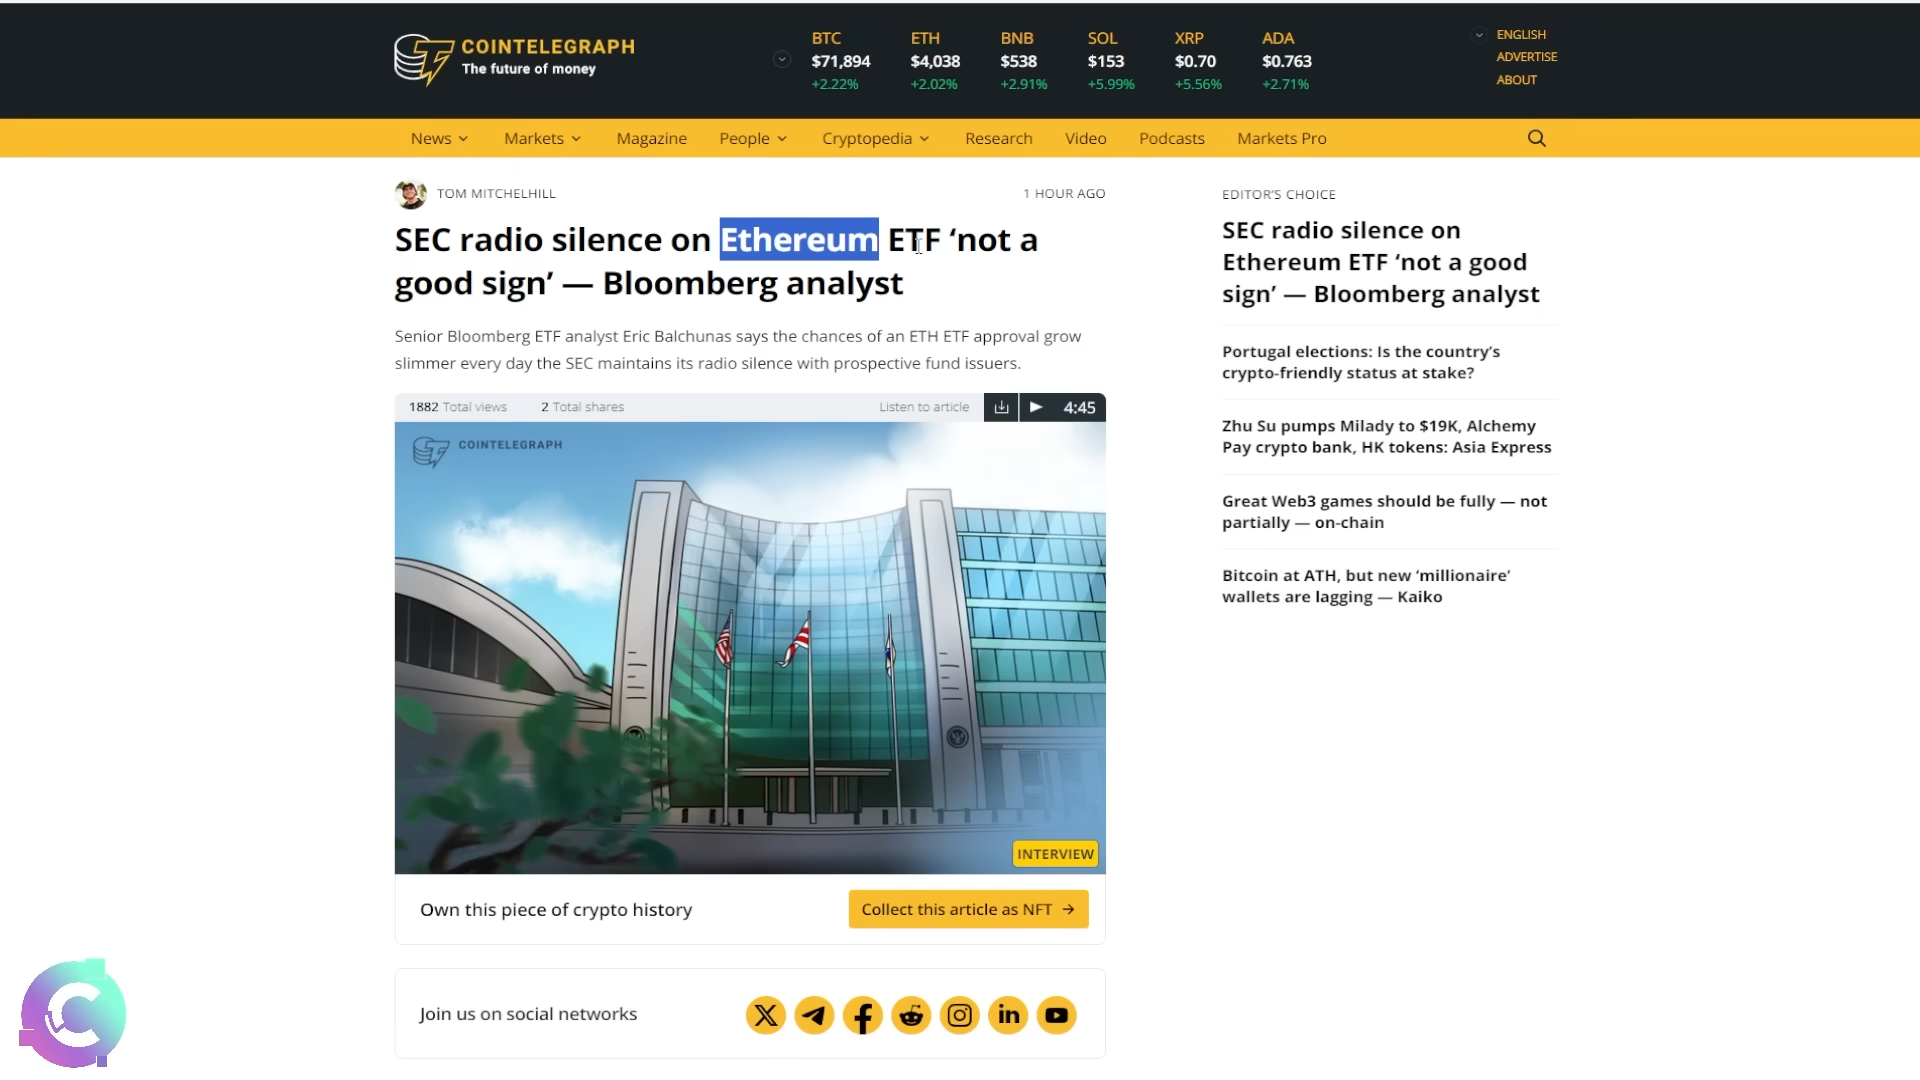 COINTELEGRAPH
The future of money
BTC
$71,894
+2.22%
ETH
$4,038
+2.02%
BNB
$538
+2.91%
SOL
$153
+5.99%
XRP
$0.70
+5.56%
ADA
$0.763
+2.71%
ENGLISH
ADVERTISE
ABOUT
News Markets Magazine People Cryptopedia Research Video Podcasts Markets Pro
TOM MITCHELHILL
1 HOUR AGO
SEC radio silence on Ethereum ETF ‘not a
good sign’ — Bloomberg analyst
Senior Bloomberg ETF analyst Eric Balchunas says the chances of an ETH ETF approval grow
slimmer every day the SEC maintains its radio silence with prospective fund issuers.
1882 Total views 2 Total shares Listen to article 4:45
COINTELEGRAPH
INTERVIEW
Own this piece of crypto history
Collect this article as NFT →
Join us on social networks
EDITOR’S CHOICE
SEC radio silence on
Ethereum ETF ‘not a good
sign’ — Bloomberg analyst
Portugal elections: Is the country’s
crypto-friendly status at stake?
Zhu Su pumps Milady to $19K, Alchemy
Pay crypto bank, HK tokens: Asia Express
Great Web3 games should be fully — not
partially — on-chain
Bitcoin at ATH, but new ‘millionaire’
wallets are lagging — Kaiko